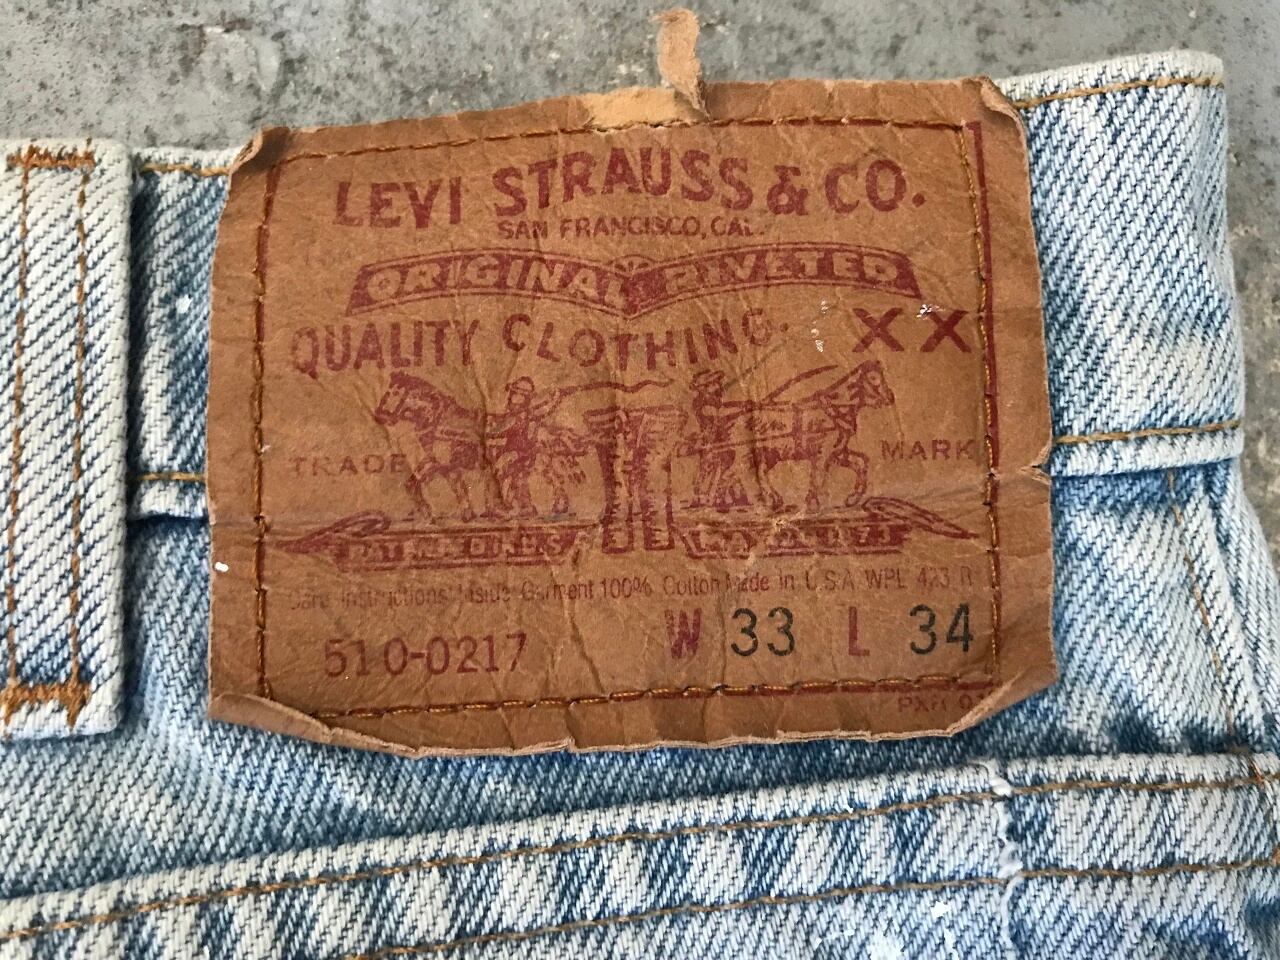 LEVI STRAUSS & CO.
SAN FRANCISCO, CAL.
ORIGINAL RIVETED
QUALITY CLOTHING. XX
TRADE MARK
Care Instructions Inside Garment 100% Cotton Made in U.S.A. WPL 423 R
510-0217 W 33 L 34